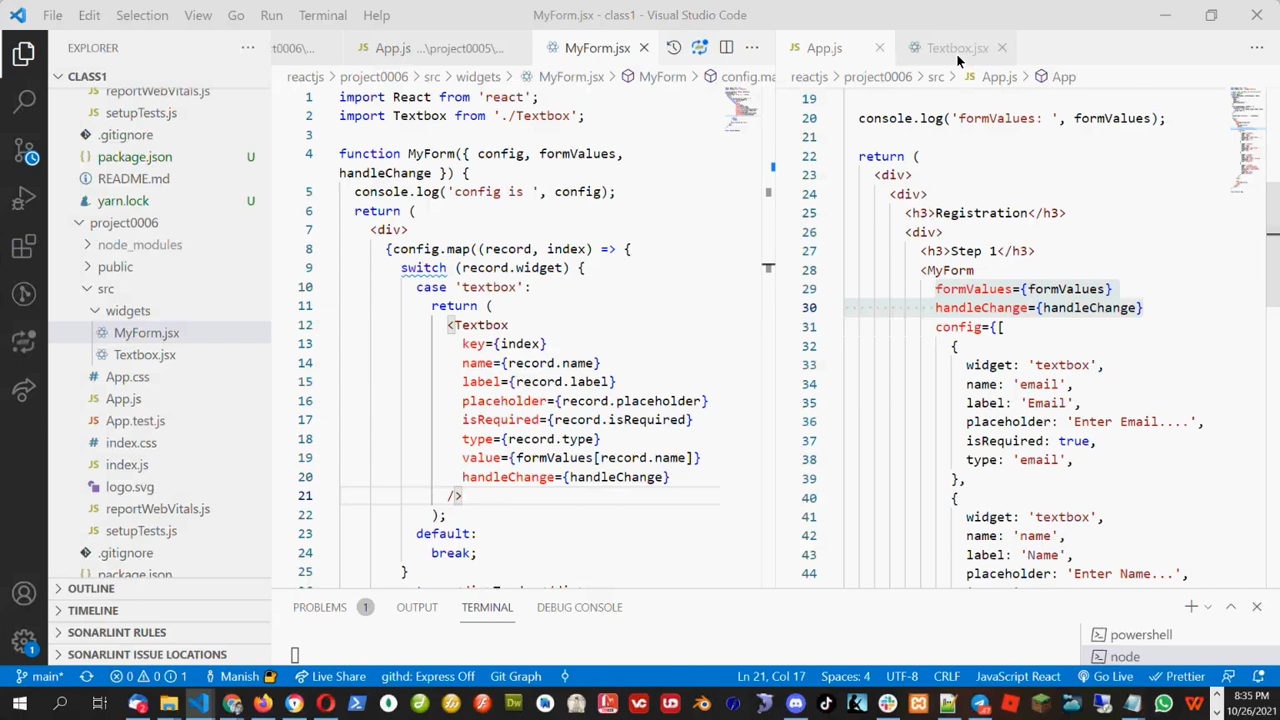 File Edit Selection View Go Run Terminal Help
MyForm.jsx - class1 - Visual Studio Code
EXPLORER
CLASS1
reportWebVitals.js
setupTests.js
.gitignore
package.json U
README.md
yarn.lock U
project0006
node_modules
public
src
widgets
MyForm.jsx
Textbox.jsx
App.css
App.js
App.test.js
index.css
index.js
logo.svg
reportWebVitals.js
setupTests.js
.gitignore
package.json
OUTLINE
TIMELINE
SONARLINT RULES
SONARLINT ISSUE LOCATIONS
t0006\... App.js ...\project0005\... MyForm.jsx
reactjs project0006 src widgets MyForm.jsx MyForm config.ma
1 import React from 'react';
2 import Textbox from './Textbox';
3
4 function MyForm({ config, formValues,
handleChange }) {
5 console.log('config is ', config);
6 return (
7 <div>
8 {config.map((record, index) => {
9 switch (record.widget) {
10 case 'textbox':
11 return (
12 <Textbox
13 key={index}
14 name={record.name}
15 label={record.label}
16 placeholder={record.placeholder}
17 isRequired={record.isRequired}
18 type={record.type}
19 value={formValues[record.name]}
20 handleChange={handleChange}
21 />
22 );
23 default:
24 break;
25 }
App.js Textbox.jsx
reactjs project0006 src App.js App
19
20 console.log('formValues: ', formValues);
21
22 return (
23 <div>
24 <div>
25 <h3>Registration</h3>
26 <div>
27 <h3>Step 1</h3>
28 <MyForm
29 formValues={formValues}
30 handleChange={handleChange}
31 config={[
32 {
33 widget: 'textbox',
34 name: 'email',
35 label: 'Email',
36 placeholder: 'Enter Email....',
37 isRequired: true,
38 type: 'email',
39 },
40 {
41 widget: 'textbox',
42 name: 'name',
43 label: 'Name',
44 placeholder: 'Enter Name...',
PROBLEMS 1 OUTPUT TERMINAL DEBUG CONSOLE
powershell
node
main* 0 0 1 Manish Live Share githd: Express Off Git Graph Ln 21, Col 17 Spaces: 4 UTF-8 CRLF JavaScript React Go Live Prettier
8:35 PM
10/26/2021